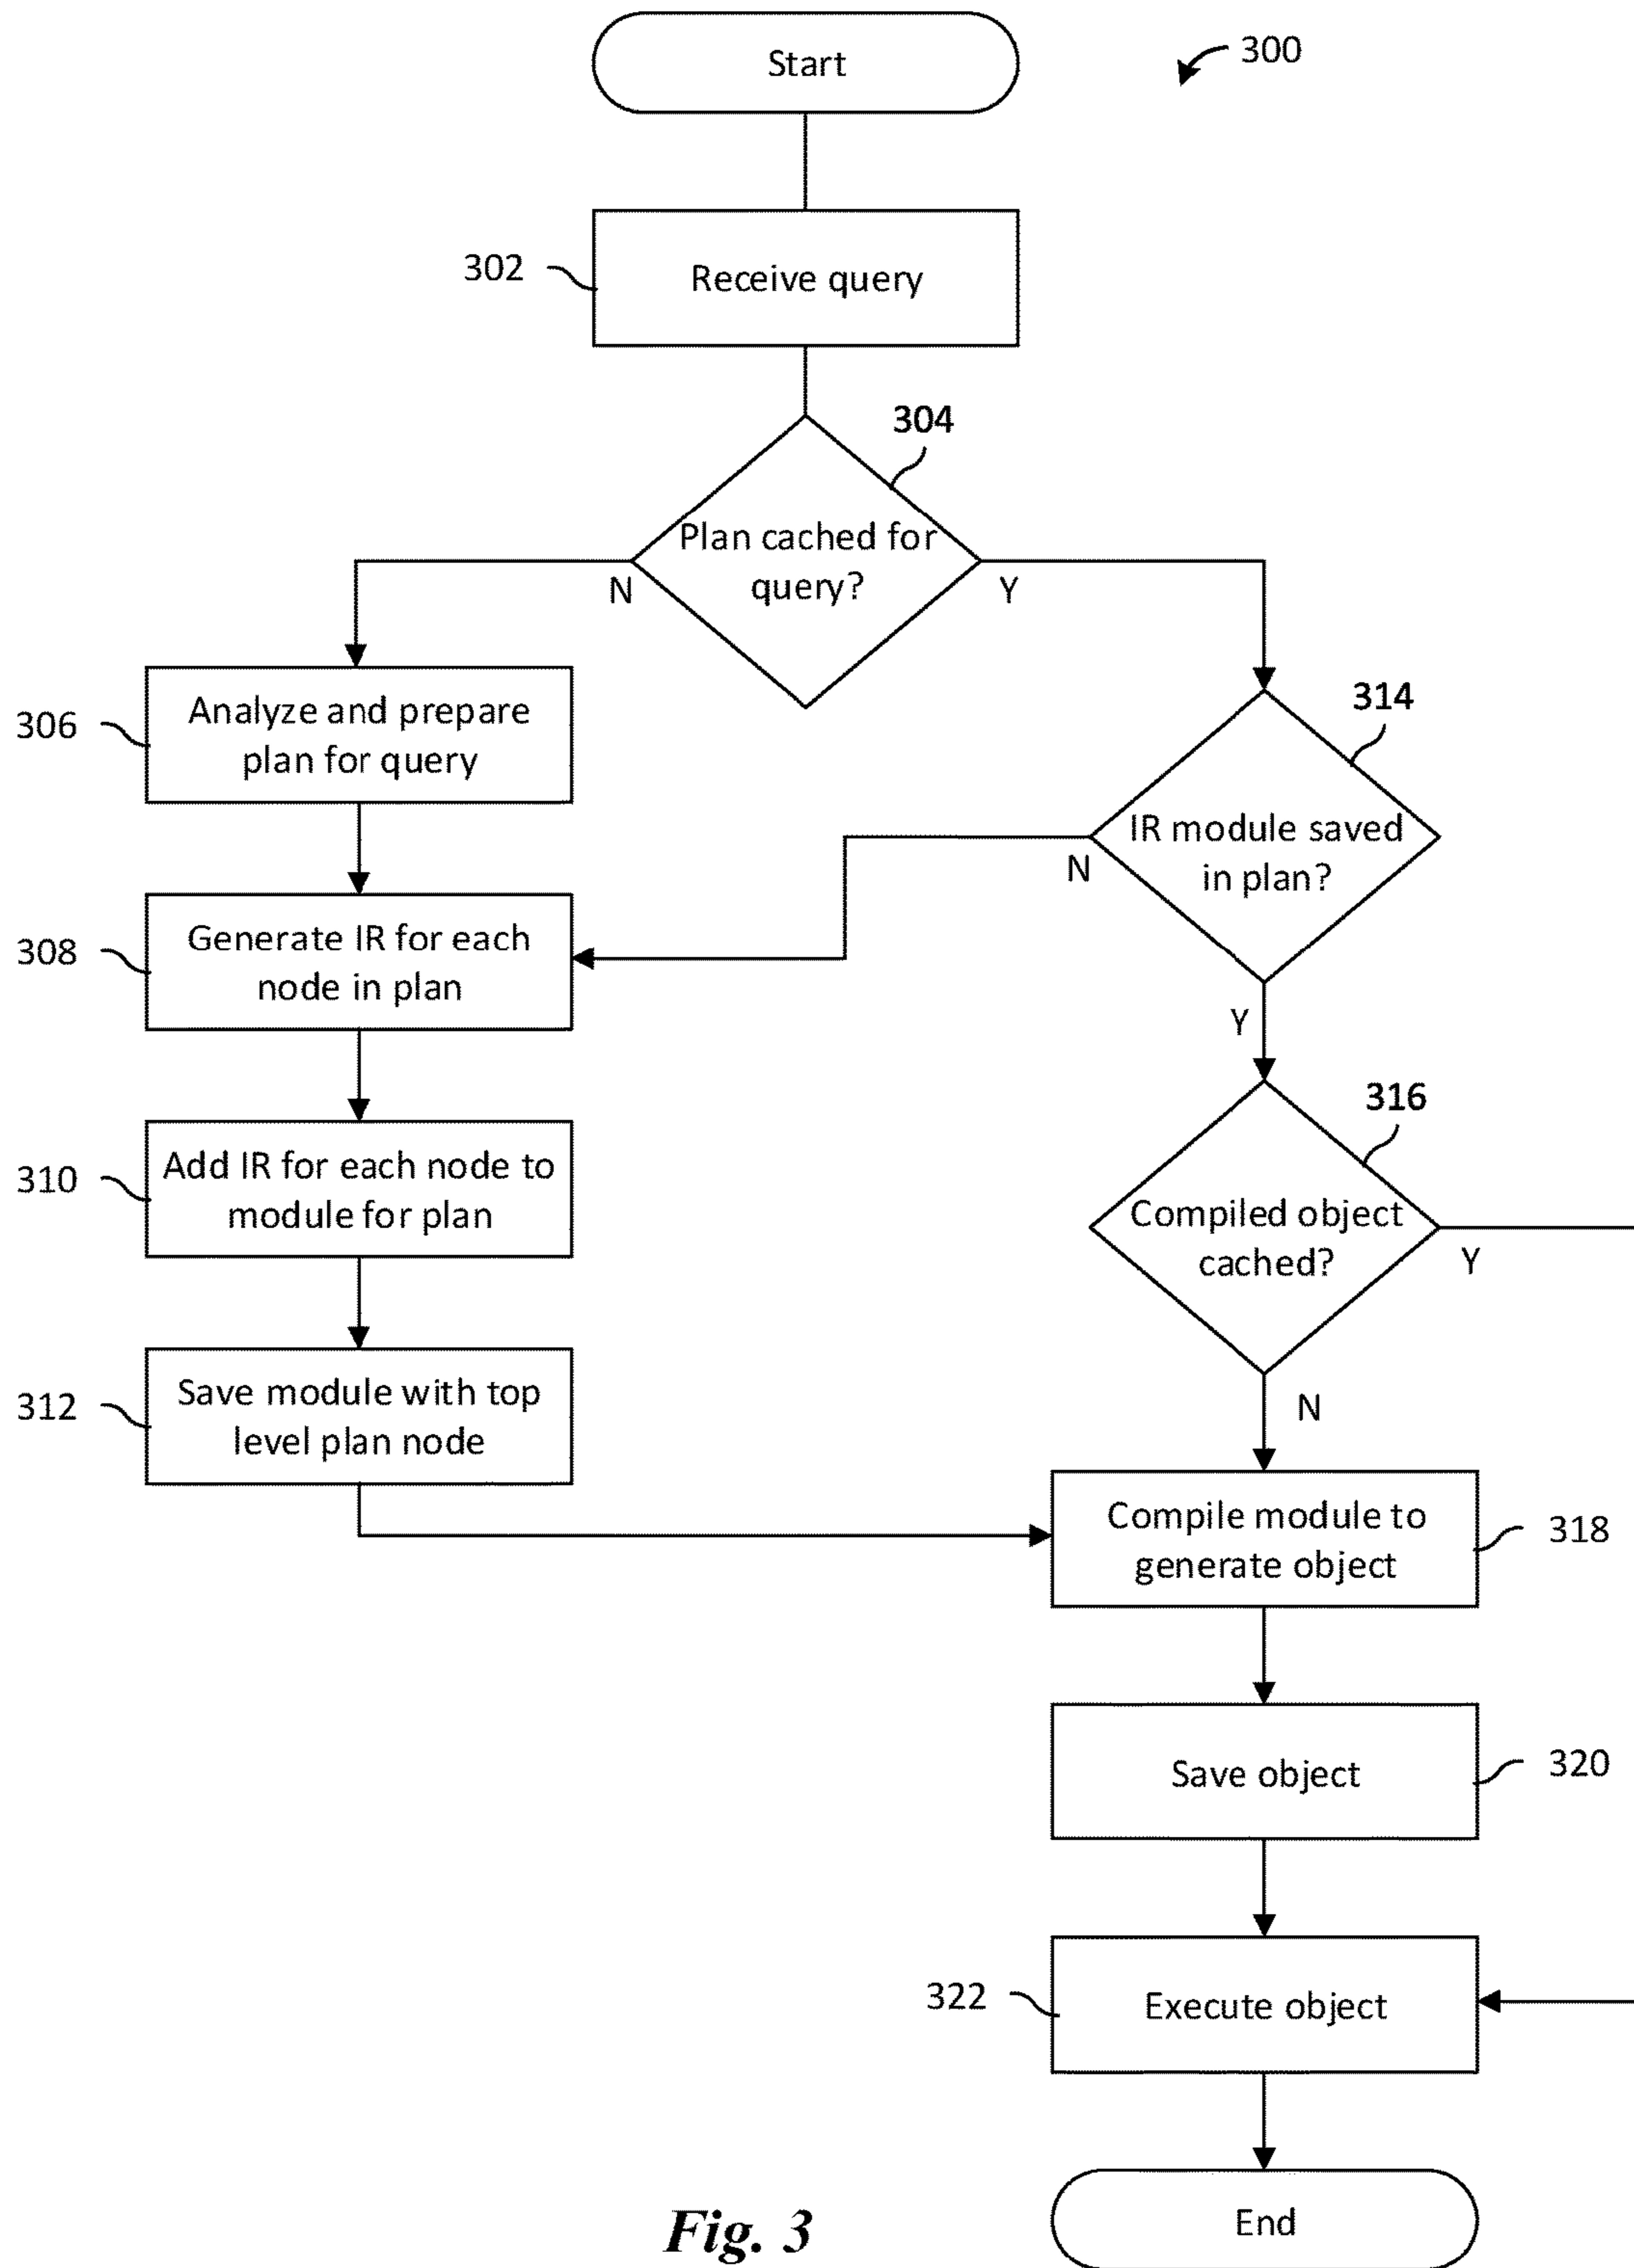 Start
300
302
Receive query
304
Plan cached for
query?
N
Y
306
Analyze and prepare
plan for query
314
IR module saved
in plan?
N
Y
308
Generate IR for each
node in plan
310
Add IR for each node to
module for plan
316
Compiled object
cached?
Y
N
312
Save module with top
level plan node
Compile module to
generate object
318
Save object
320
322
Execute object
End
Fig. 3